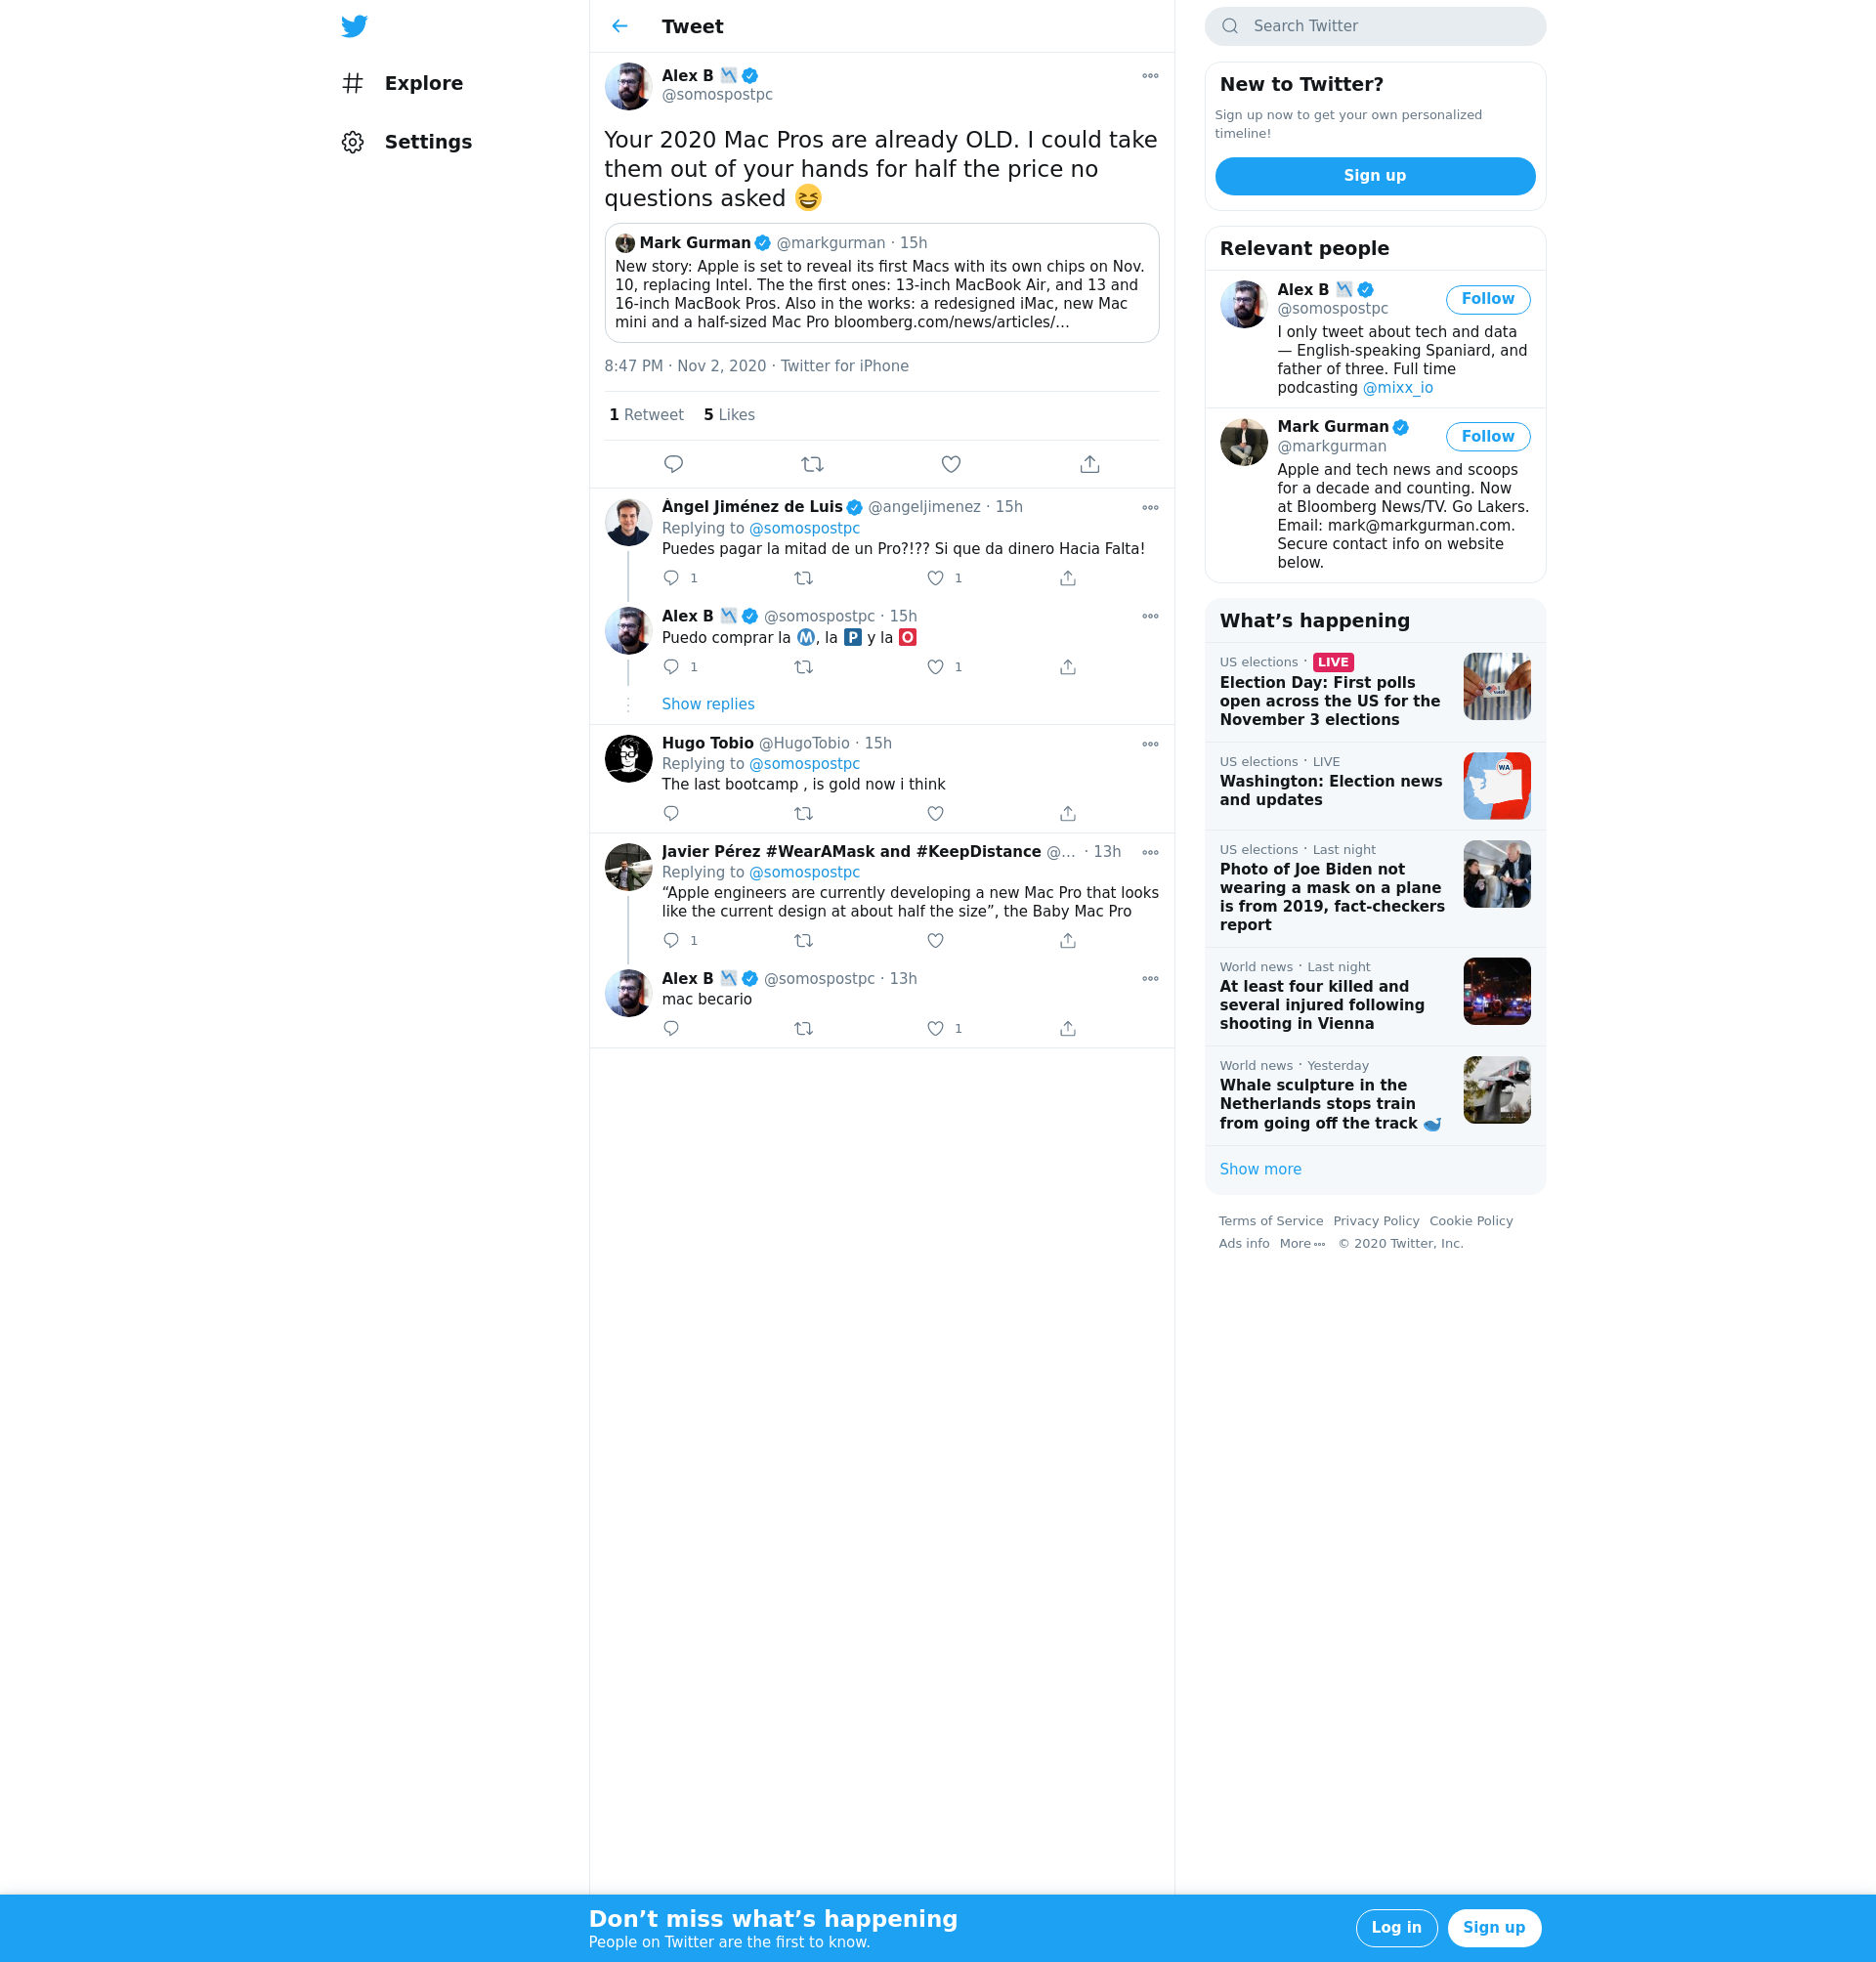 Explore
Settings
Tweet
Alex B 📉
@somospostpc
Your 2020 Mac Pros are already OLD. I could take
them out of your hands for half the price no
questions asked 😆
Mark Gurman @markgurman · 15h
New story: Apple is set to reveal its first Macs with its own chips on Nov.
10, replacing Intel. The the first ones: 13-inch MacBook Air, and 13 and
16-inch MacBook Pros. Also in the works: a redesigned iMac, new Mac
mini and a half-sized Mac Pro bloomberg.com/news/articles/…
8:47 PM · Nov 2, 2020 · Twitter for iPhone
1 Retweet 5 Likes
Ángel Jiménez de Luis @angeljimenez · 15h
Replying to @somospostpc
Puedes pagar la mitad de un Pro?!?? Si que da dinero Hacia Falta!
1 1
Alex B 📉 @somospostpc · 15h
Puedo comprar la Ⓜ️, la 🅿️ y la 🅾️
1 1
Show replies
Hugo Tobio @HugoTobio · 15h
Replying to @somospostpc
The last bootcamp , is gold now i think
Javier Pérez #WearAMask and #KeepDistance @… · 13h
Replying to @somospostpc
“Apple engineers are currently developing a new Mac Pro that looks
like the current design at about half the size”, the Baby Mac Pro
1
Alex B 📉 @somospostpc · 13h
mac becario
1
Search Twitter
New to Twitter?
Sign up now to get your own personalized
timeline!
Sign up
Relevant people
Alex B 📉
@somospostpc
Follow
I only tweet about tech and data
— English-speaking Spaniard, and
father of three. Full time
podcasting @mixx_io
Mark Gurman
@markgurman
Follow
Apple and tech news and scoops
for a decade and counting. Now
at Bloomberg News/TV. Go Lakers.
Email: mark@markgurman.com.
Secure contact info on website
below.
What’s happening
US elections · LIVE
Election Day: First polls
open across the US for the
November 3 elections
US elections · LIVE
Washington: Election news
and updates
WA
US elections · Last night
Photo of Joe Biden not
wearing a mask on a plane
is from 2019, fact-checkers
report
World news · Last night
At least four killed and
several injured following
shooting in Vienna
World news · Yesterday
Whale sculpture in the
Netherlands stops train
from going off the track 🐋
Show more
Terms of Service Privacy Policy Cookie Policy
Ads info More © 2020 Twitter, Inc.
Don’t miss what’s happening
People on Twitter are the first to know.
Log in
Sign up